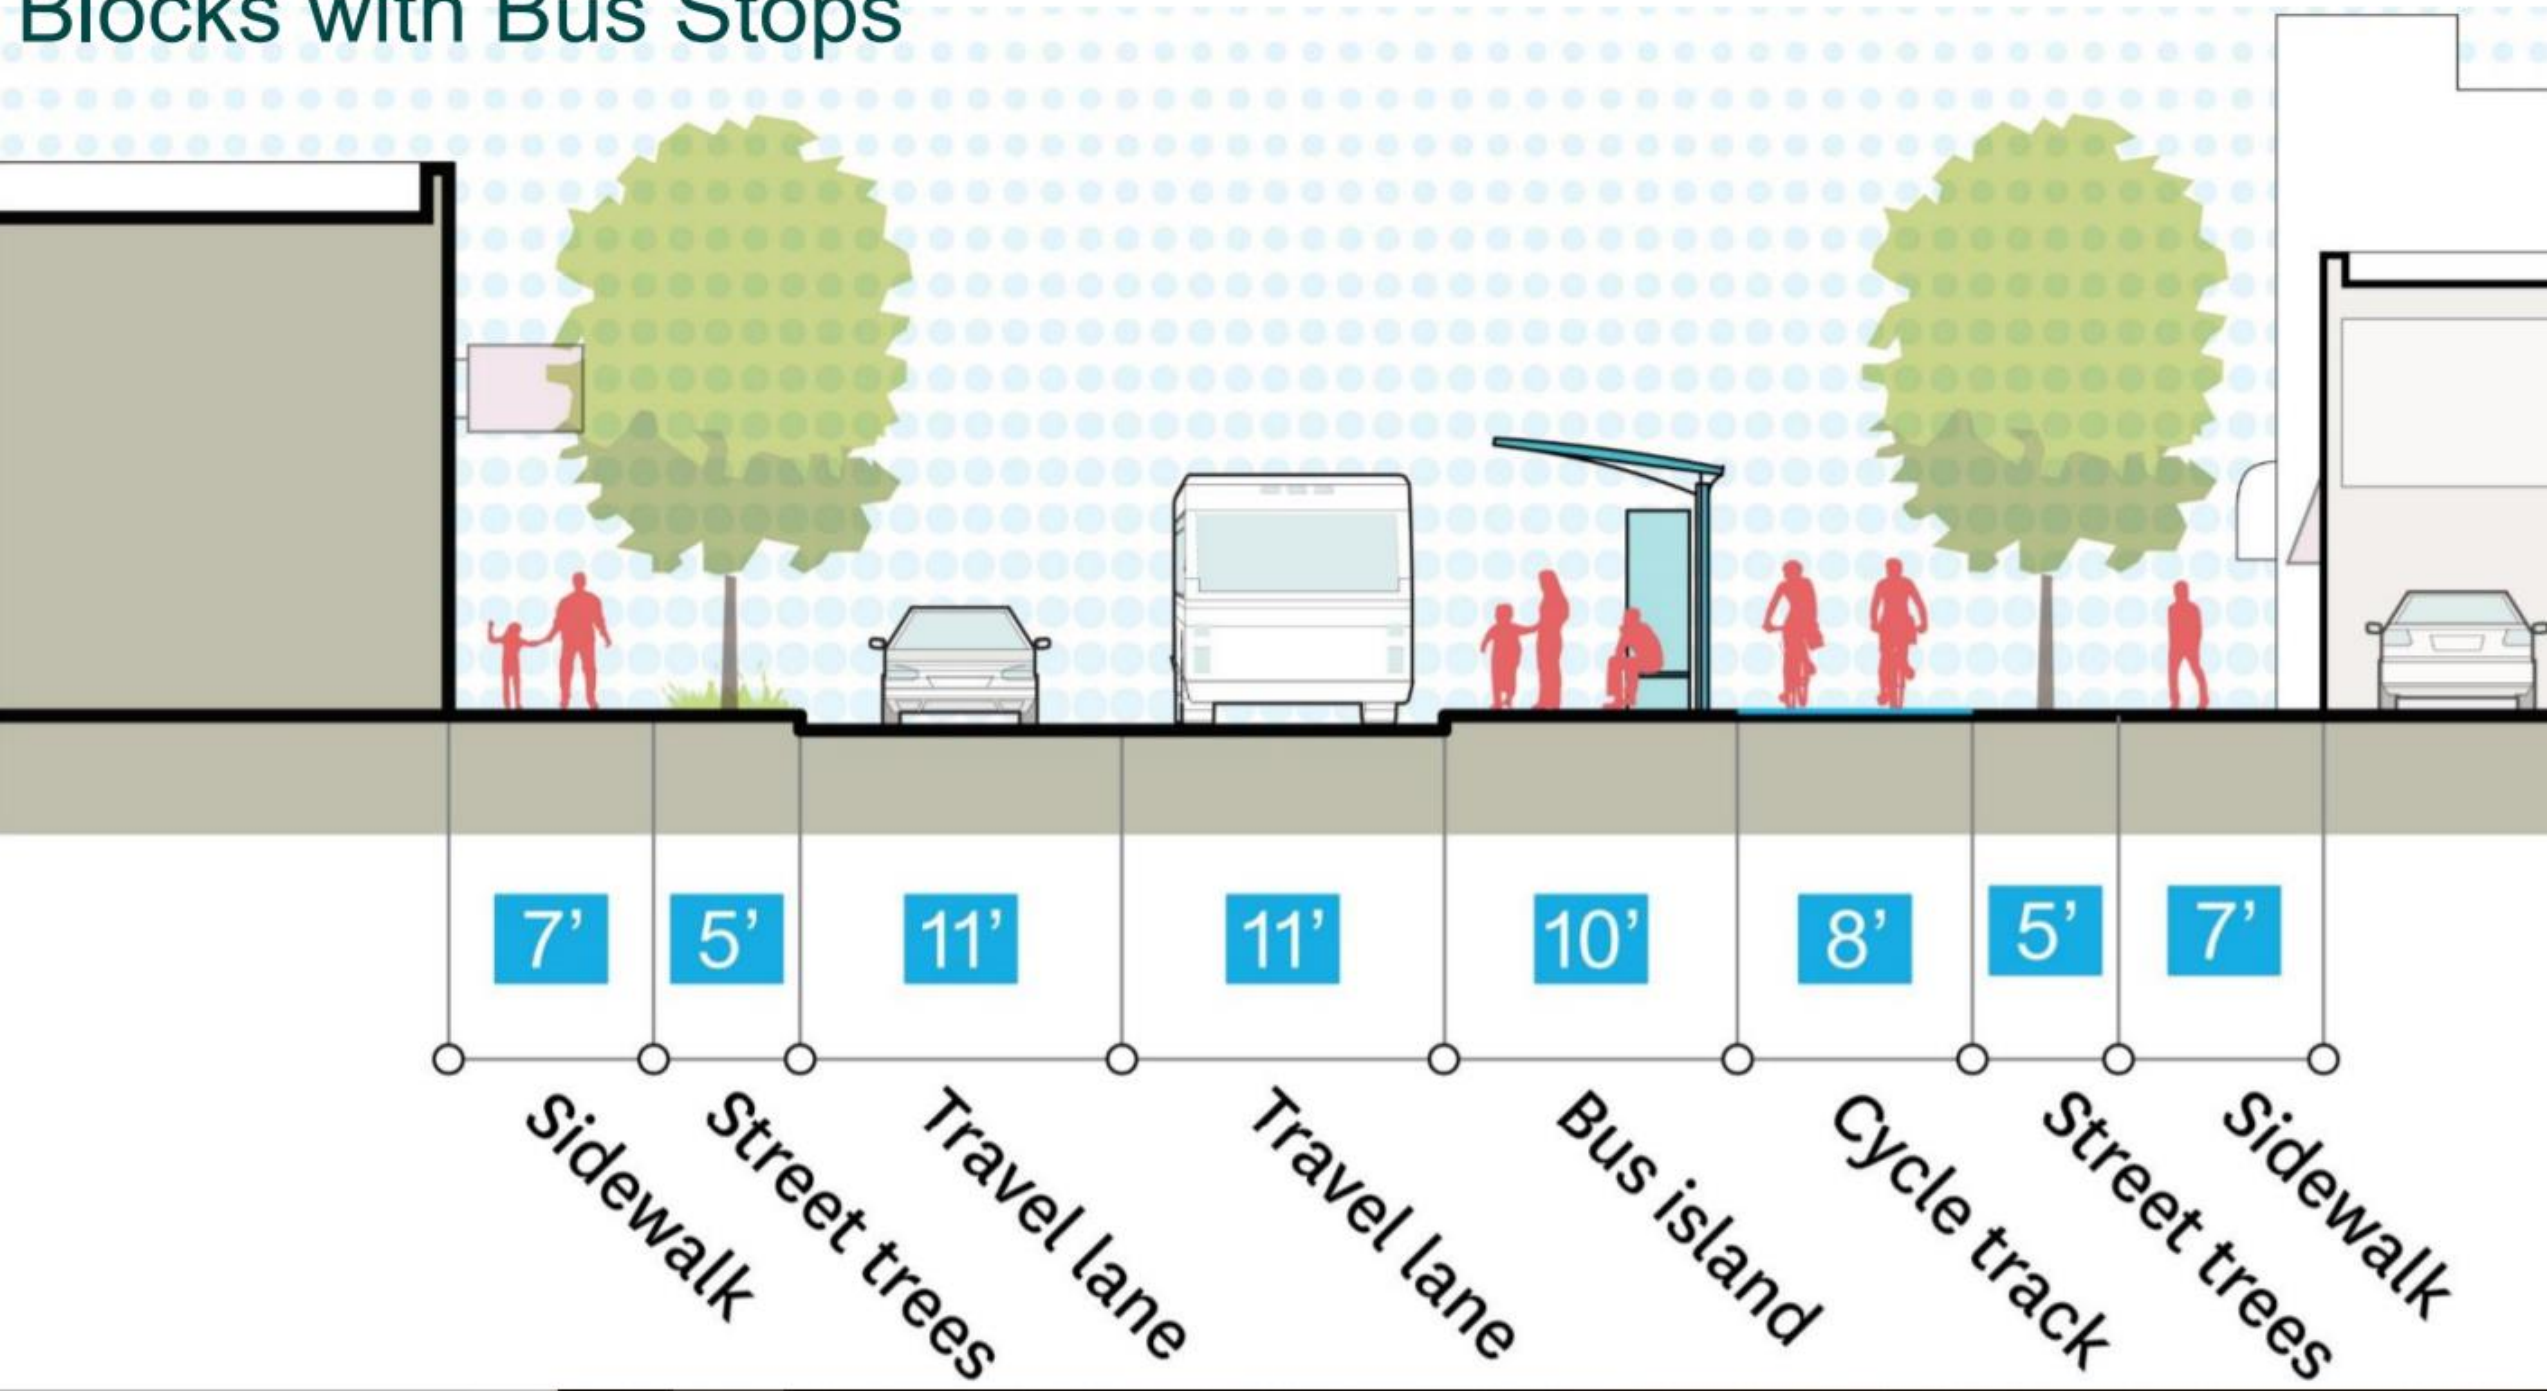 Blocks with Bus Stops
7’ 5’ 11’ 11’ 10’ 8’ 5’ 7’
Sidewalk
Street trees
Travel lane
Travel lane
Bus island
Cycle track
Street trees
Sidewalk